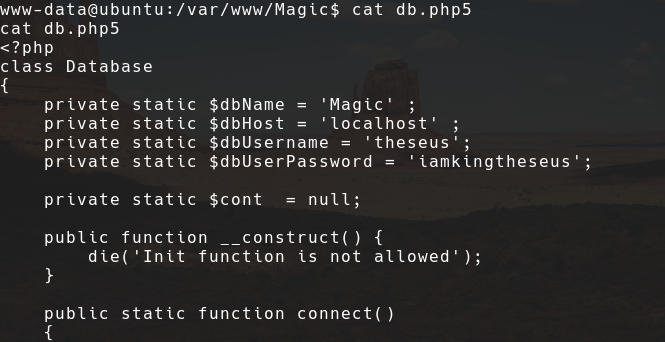 www-data@ubuntu:/var/www/Magic$ cat db.php5
cat db.php5
<?php
class Database
{
    private static $dbName = 'Magic' ;
    private static $dbHost = 'localhost' ;
    private static $dbUsername = 'theseus';
    private static $dbUserPassword = 'iamkingtheseus';

    private static $cont  = null;

    public function __construct() {
        die('Init function is not allowed');
    }

    public static function connect()
    {